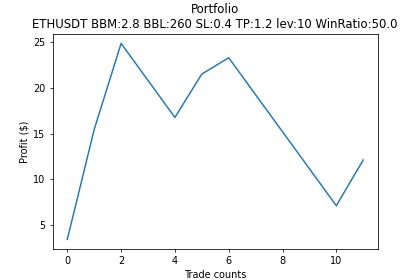 Portfolio
ETHUSDT BBM:2.8 BBL:260 SL:0.4 TP:1.2 lev:10 WinRatio:50.0
25
20
15
10
5
Profit ($)
0 2 4 6 8 10
Trade counts